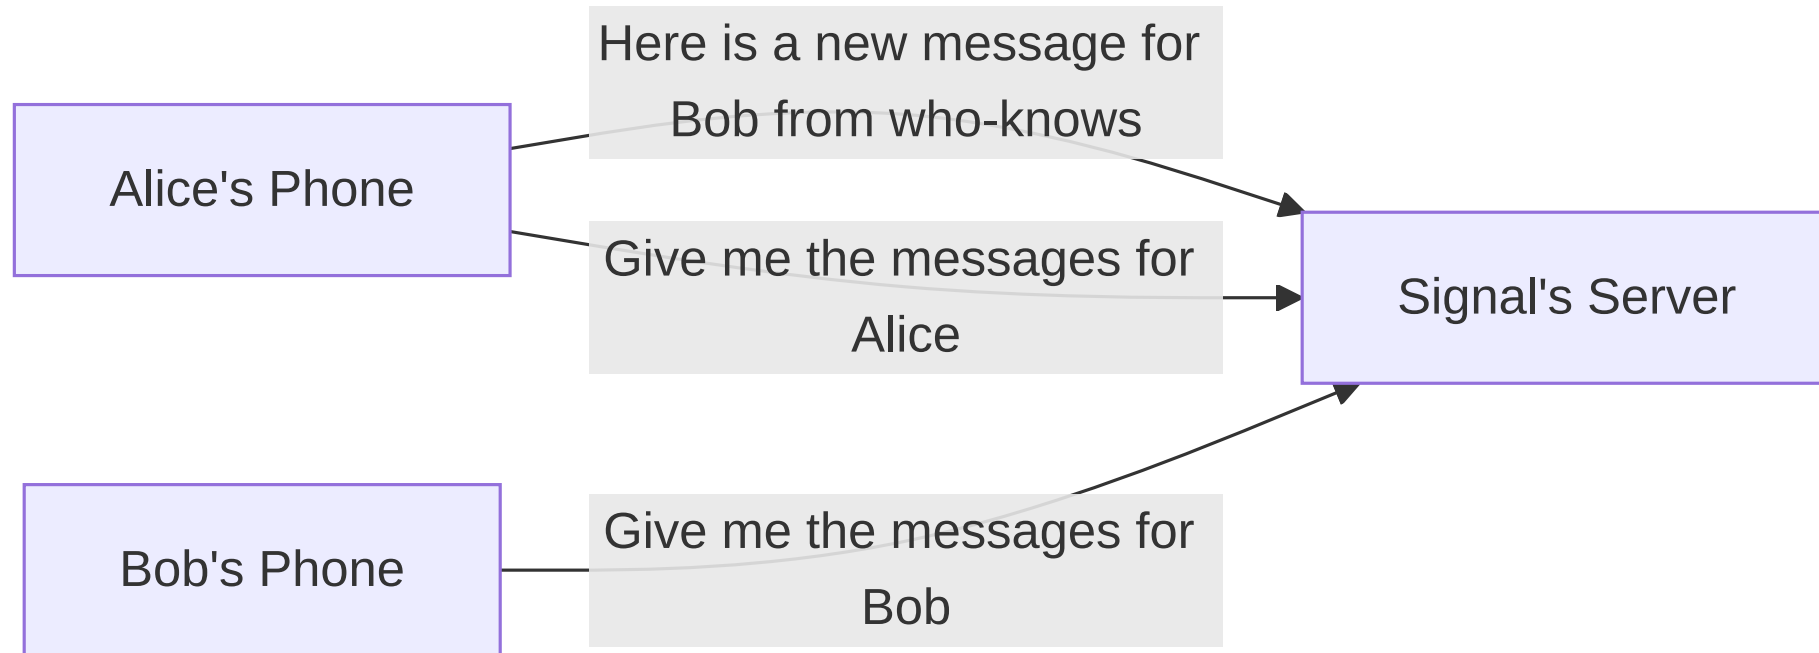 Here is a new message for
Bob from who-knows
Alice's Phone
Give me the messages for
Alice
Signal's Server
Give me the messages for
Bob
Bob's Phone